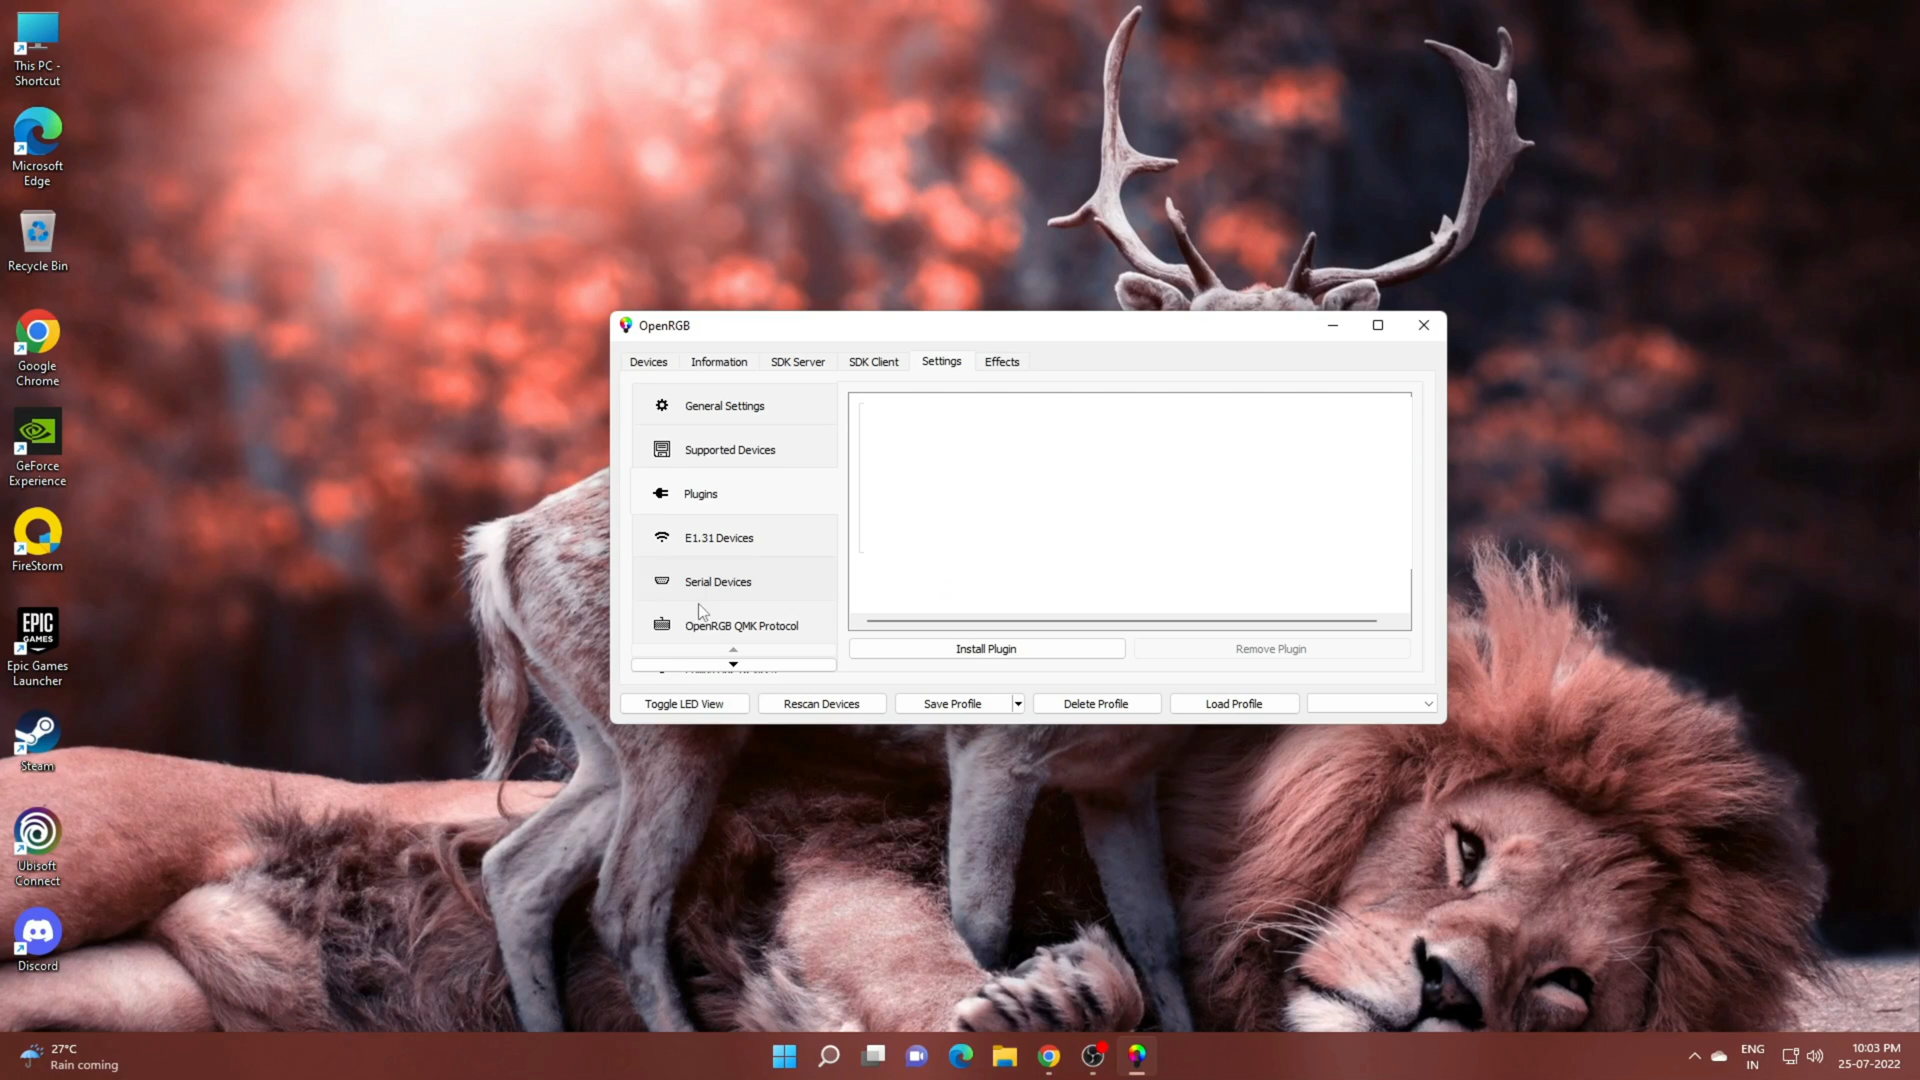 This PC -
Shortcut
Microsoft
Edge
Recycle Bin
Google
Chrome
GeForce
Experience
FireStorm
EPIC
GAMES
Epic Games
Launcher
Steam
Ubisoft
Connect
Discord
OpenRGB
Devices
Information
SDK Server
SDK Client
Settings
Effects
General Settings
Supported Devices
Plugins
E1.31 Devices
Serial Devices
OpenRGB QMK Protocol
Install Plugin
Remove Plugin
Toggle LED View
Rescan Devices
Save Profile
Delete Profile
Load Profile
27°C
Rain coming
ENG
IN
10:03 PM
25-07-2022